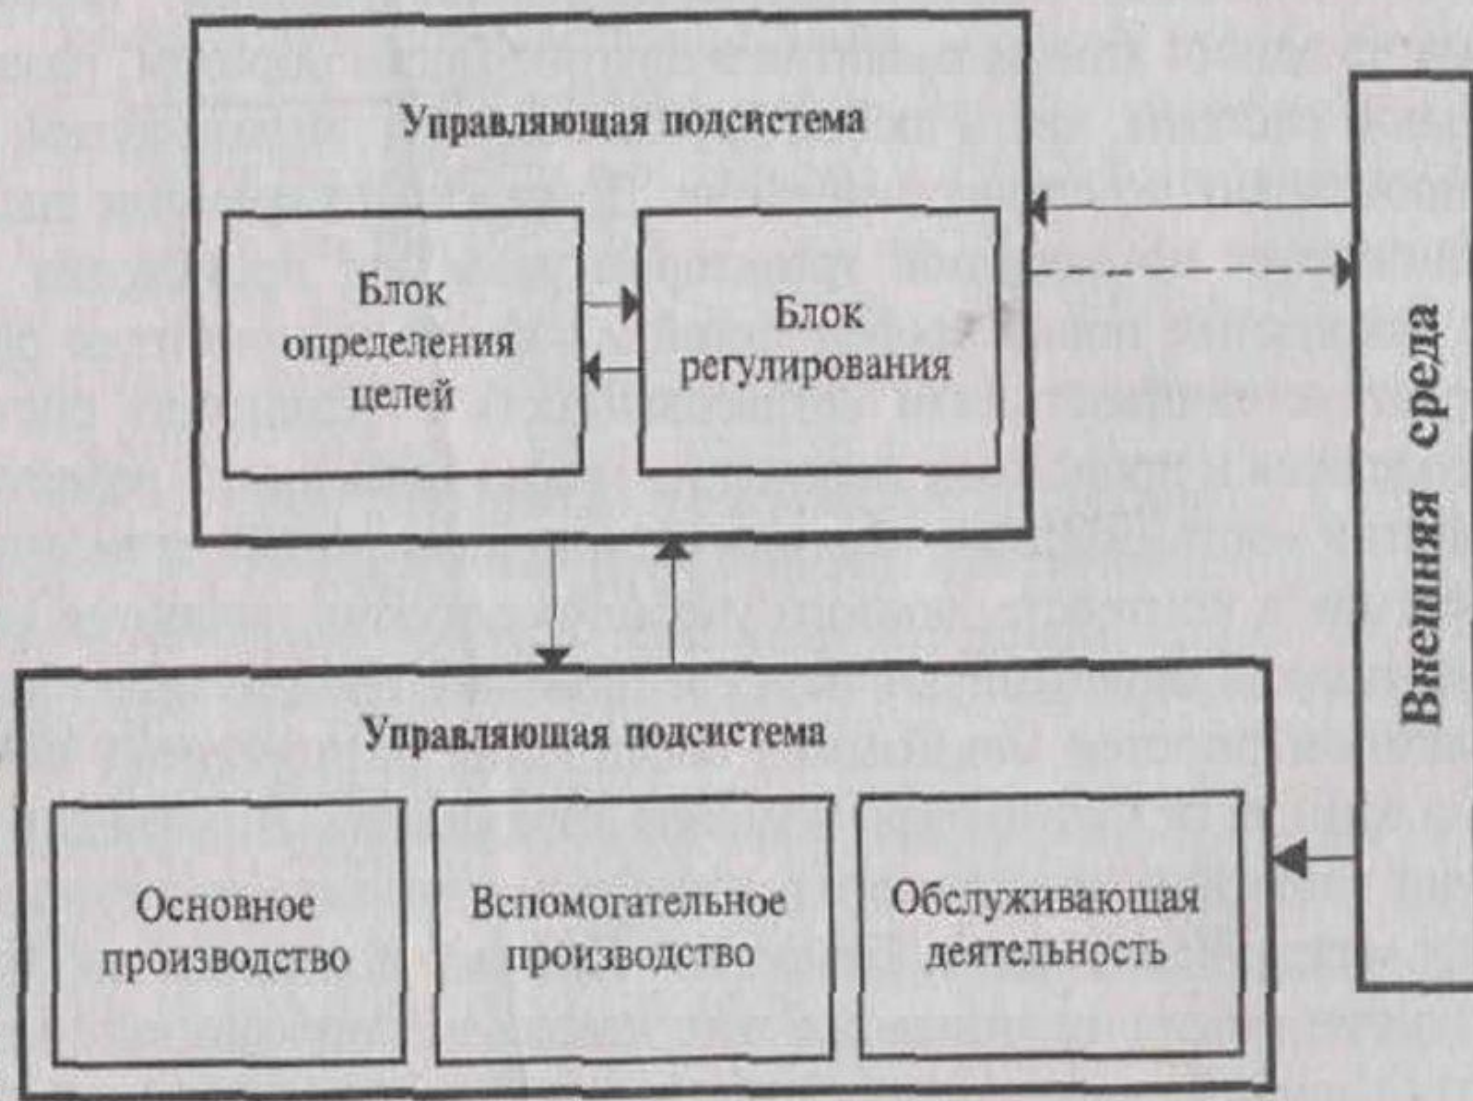 Управляющая подсистема
Блок
определения
целей
Блок
регулирования
Внешняя среда
Управляющая подсистема
Основное
производство
Вспомогательное
производство
Обслуживающая
деятельность